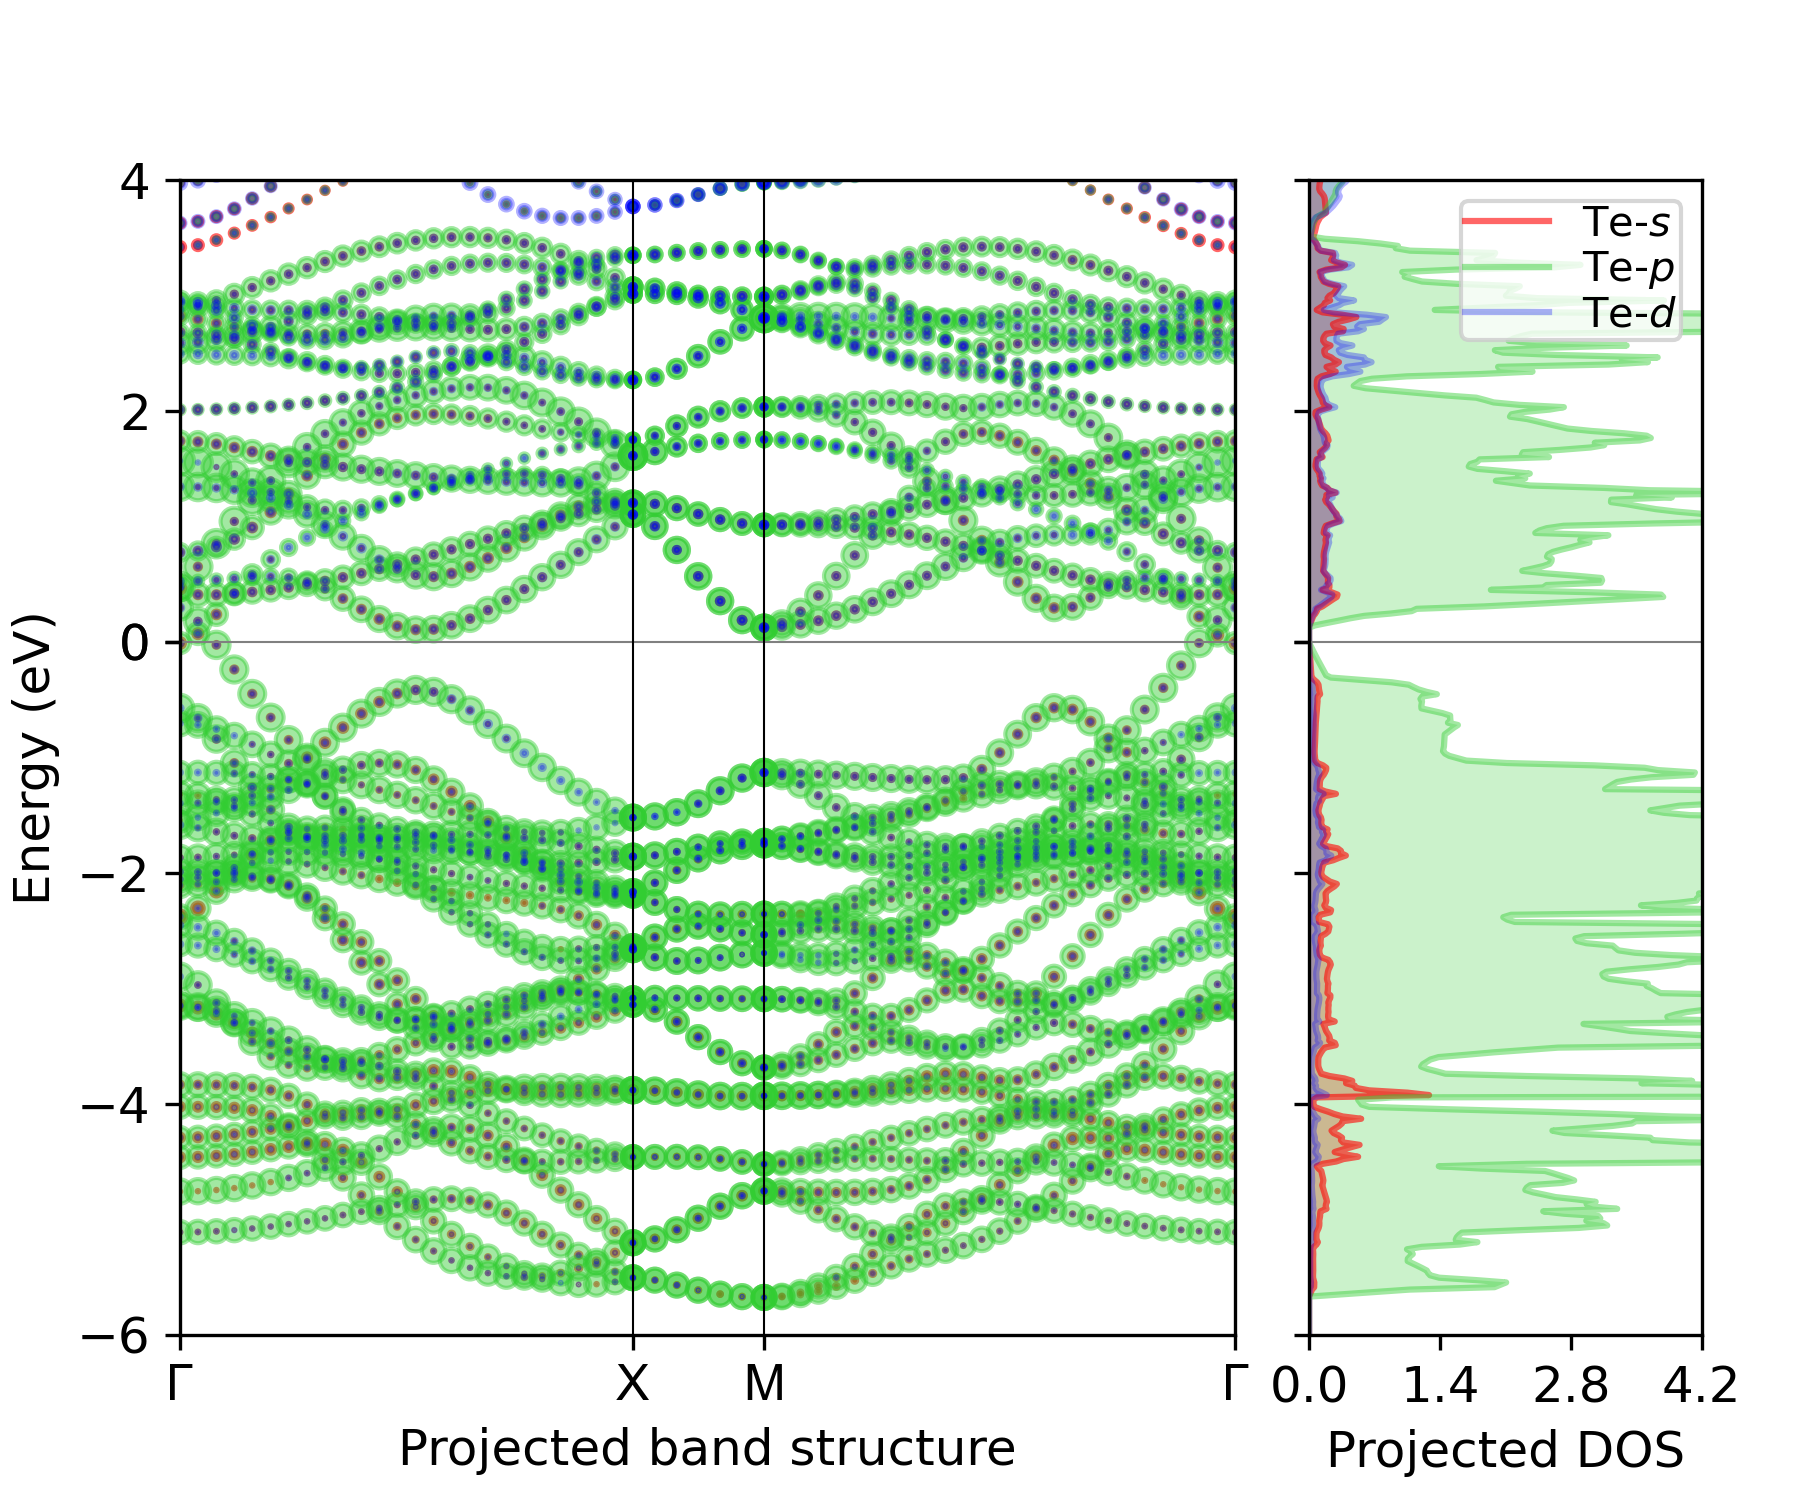 4
2
0
−2
−4
−6
Energy (eV)
Γ
X
M
Γ
Projected band structure
Te-s
Te-p
Te-d
0.0
1.4
2.8
4.2
Projected DOS